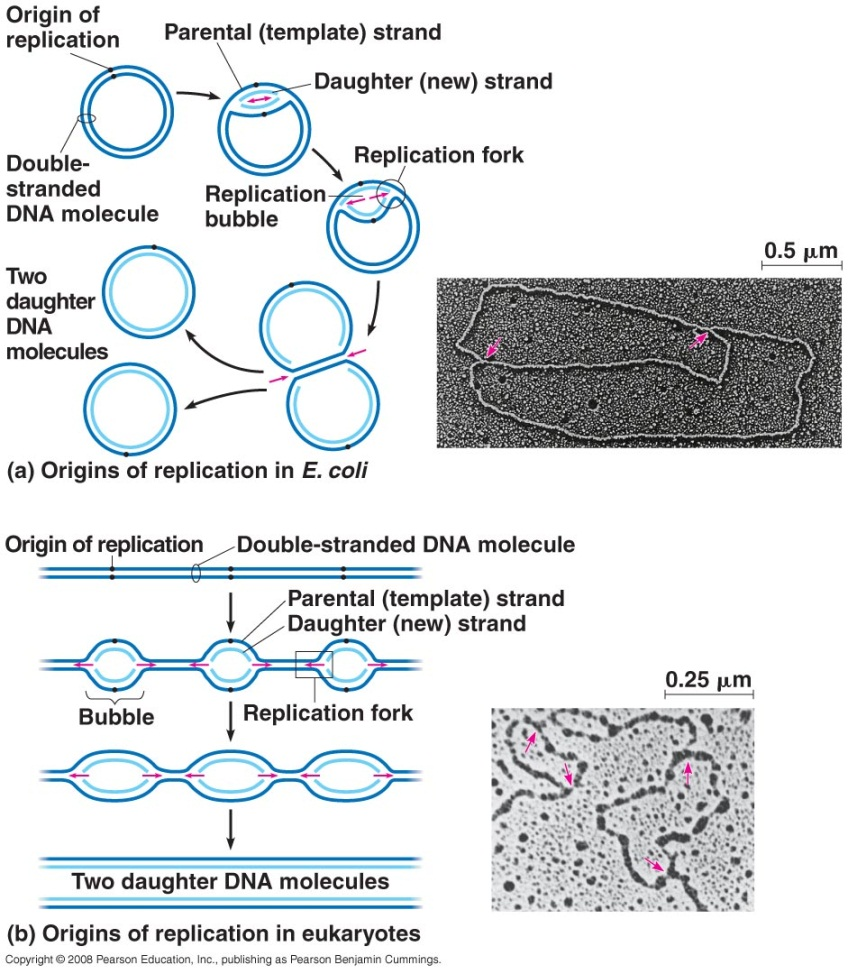 Origin of
replication
Parental (template) strand
Daughter (new) strand
Double-
stranded
DNA molecule
Replication fork
Replication
bubble
Two
daughter
DNA
molecules
0.5 μm
(a) Origins of replication in E. coli
Origin of replication
Double-stranded DNA molecule
Parental (template) strand
Daughter (new) strand
Bubble
Replication fork
0.25 μm
Two daughter DNA molecules
(b) Origins of replication in eukaryotes
Copyright © 2008 Pearson Education, Inc., publishing as Pearson Benjamin Cummings.